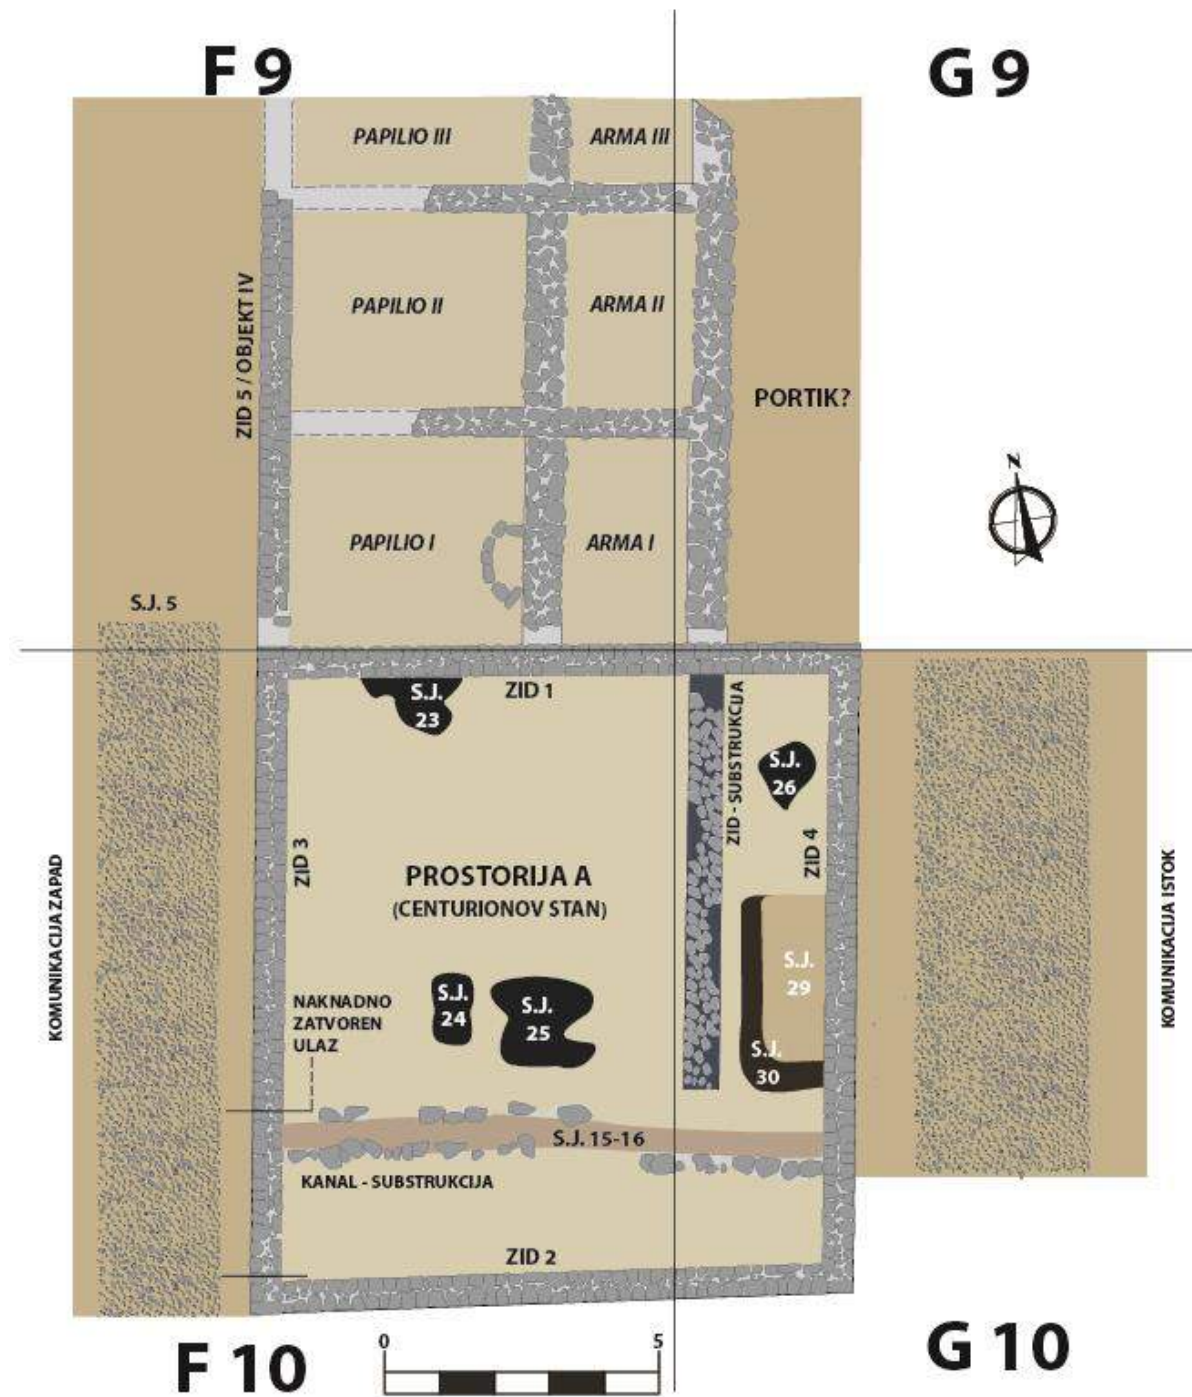 F 9
G 9
PAPILIO III
ARMA III
ZID 5 / OBJEKT IV
PAPILIO II
ARMA II
PORTIK?
N
PAPILIO I
ARMA I
S.J. 5
ZID 1
S.J.
23
ZID - SUBSTRUKCIJA
S.J.
26
ZID 3
ZID 4
KOMUNIKACIJA ZAPAD
PROSTORIJA A
(CENTURIONOV STAN)
KOMUNIKACIJA ISTOK
S.J.
29
S.J.
24
S.J.
25
NAKNADNO
ZATVOREN
ULAZ
S.J.
30
S.J. 15-16
KANAL - SUBSTRUKCIJA
ZID 2
F 10
0
5
G 10